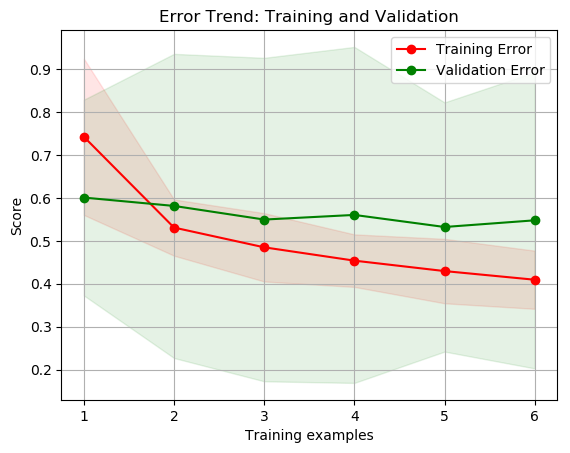 Error Trend: Training and Validation
Training Error
Validation Error
Score
0.9
0.8
0.7
0.6
0.5
0.4
0.3
0.2
1 2 3 4 5 6
Training examples